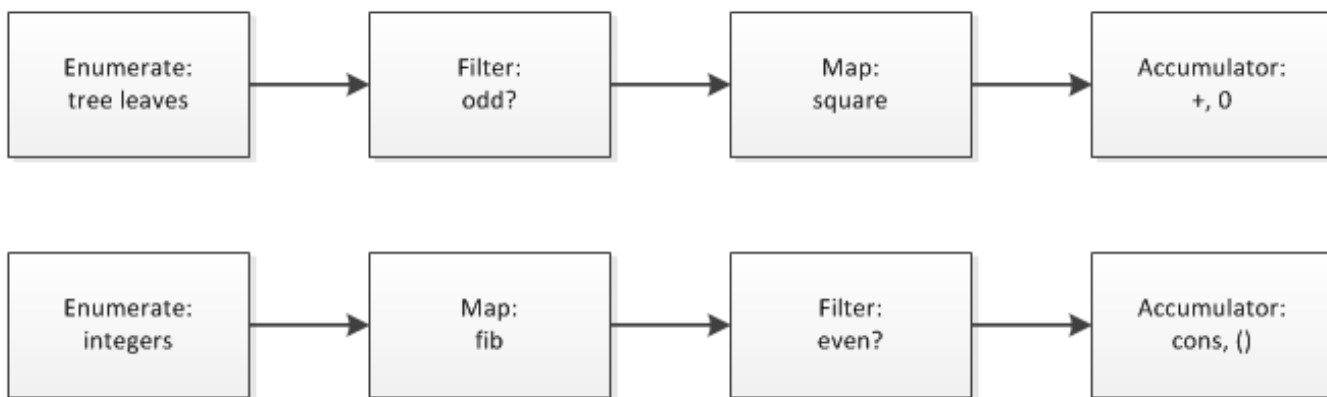 Enumerate:
tree leaves
Filter:
odd?
Map:
square
Accumulator:
+, 0
Enumerate:
integers
Map:
fib
Filter:
even?
Accumulator:
cons, ()